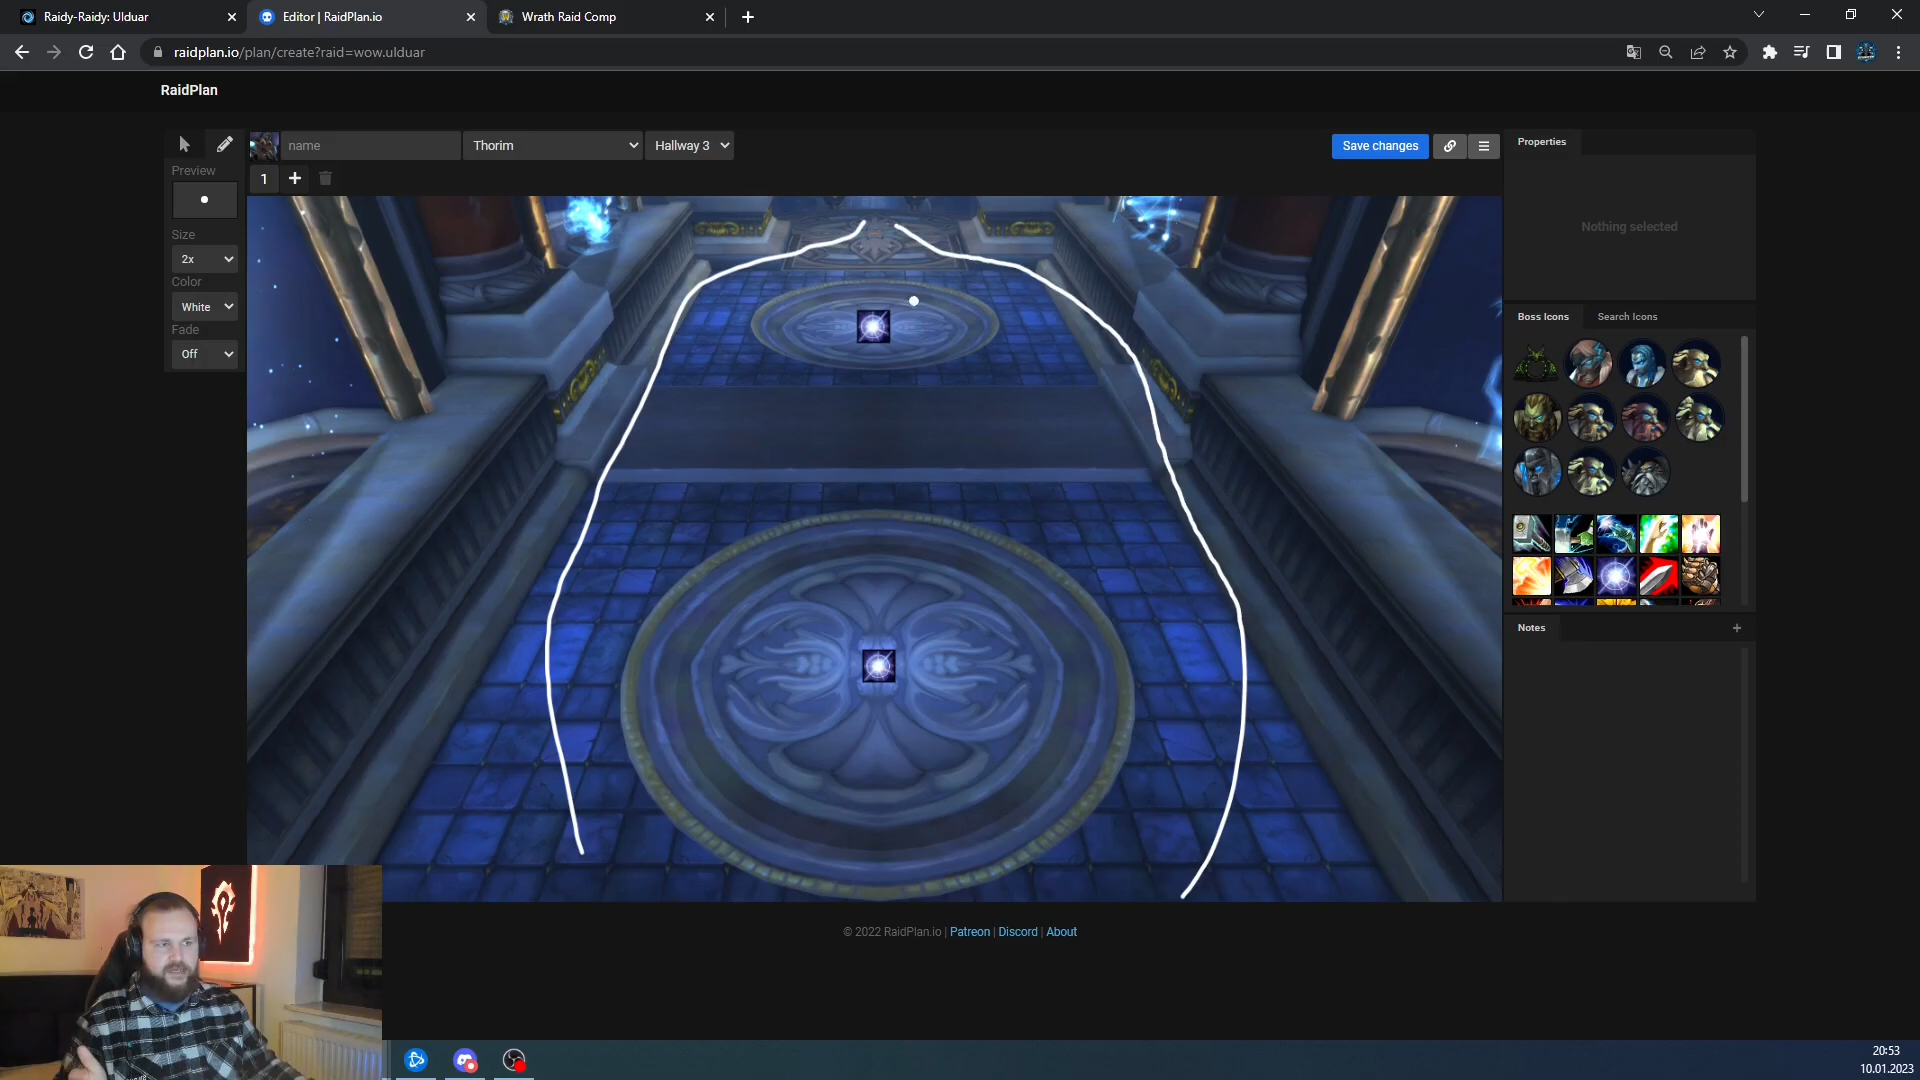 Raidy-Raidy: Ulduar
Editor | RaidPlan.io
Wrath Raid Comp
raidplan.io/plan/create?raid=wow.ulduar
RaidPlan
name
Thorim
Hallway 3
Save changes
Properties
Preview
1
Nothing selected
Size
2x
Color
White
Fade
Off
Boss Icons
Search Icons
Notes
© 2022 RaidPlan.io | Patreon | Discord | About
20:53
10.01.2023